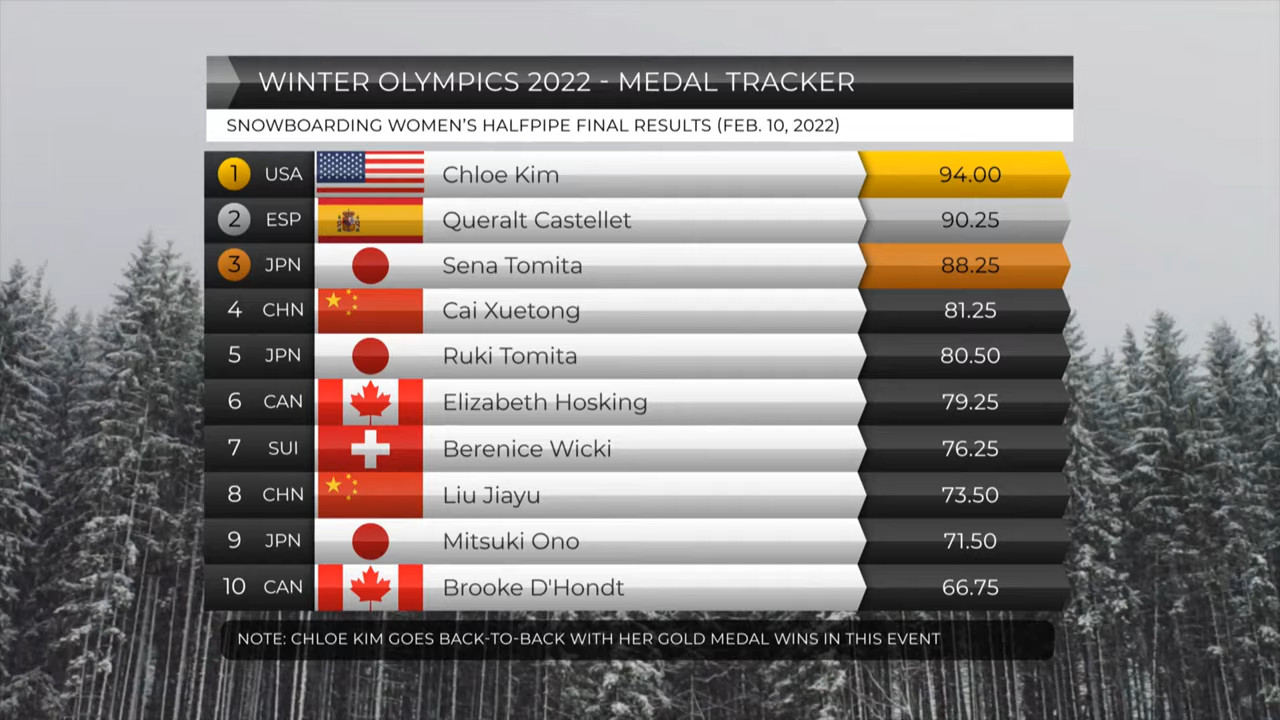 WINTER OLYMPICS 2022 - MEDAL TRACKER
SNOWBOARDING WOMEN'S HALFPIPE FINAL RESULTS (FEB. 10, 2022)
1 USA Chloe Kim 94.00
2 ESP Queralt Castellet 90.25
3 JPN Sena Tomita 88.25
4 CHN Cai Xuetong 81.25
5 JPN Ruki Tomita 80.50
6 CAN Elizabeth Hosking 79.25
7 SUI Berenice Wicki 76.25
8 CHN Liu Jiayu 73.50
9 JPN Mitsuki Ono 71.50
10 CAN Brooke D'Hondt 66.75
NOTE: CHLOE KIM GOES BACK-TO-BACK WITH HER GOLD MEDAL WINS IN THIS EVENT